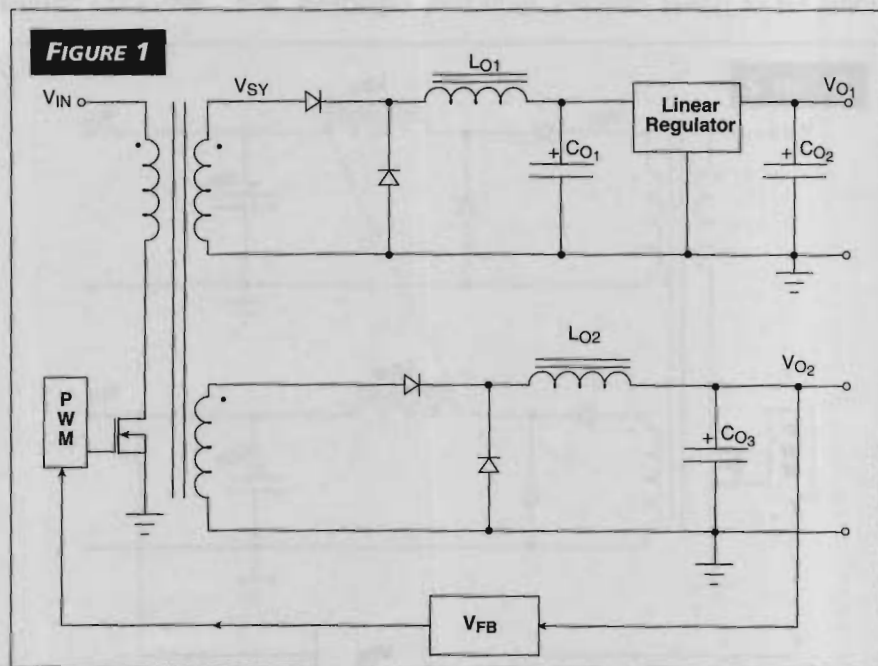 FIGURE 1
LO1
VIN
VSY
Linear
Regulator
VO1
+ CO1
+ CO2
LO2
VO2
P
W
M
+ CO3
VFB